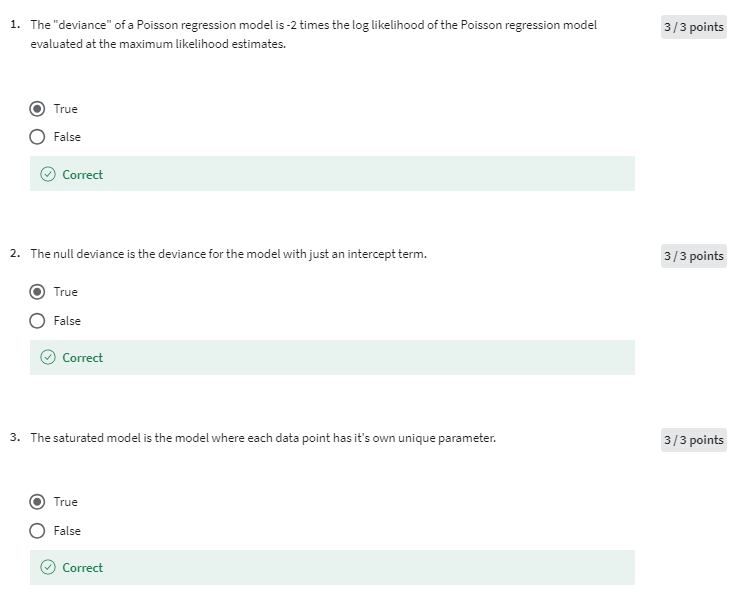 1. The "deviance" of a Poisson regression model is -2 times the log likelihood of the Poisson regression model
3 / 3 points
evaluated at the maximum likelihood estimates.
True
False
Correct
2. The null deviance is the deviance for the model with just an intercept term.
3 / 3 points
True
False
Correct
3. The saturated model is the model where each data point has it's own unique parameter.
3 / 3 points
True
False
Correct